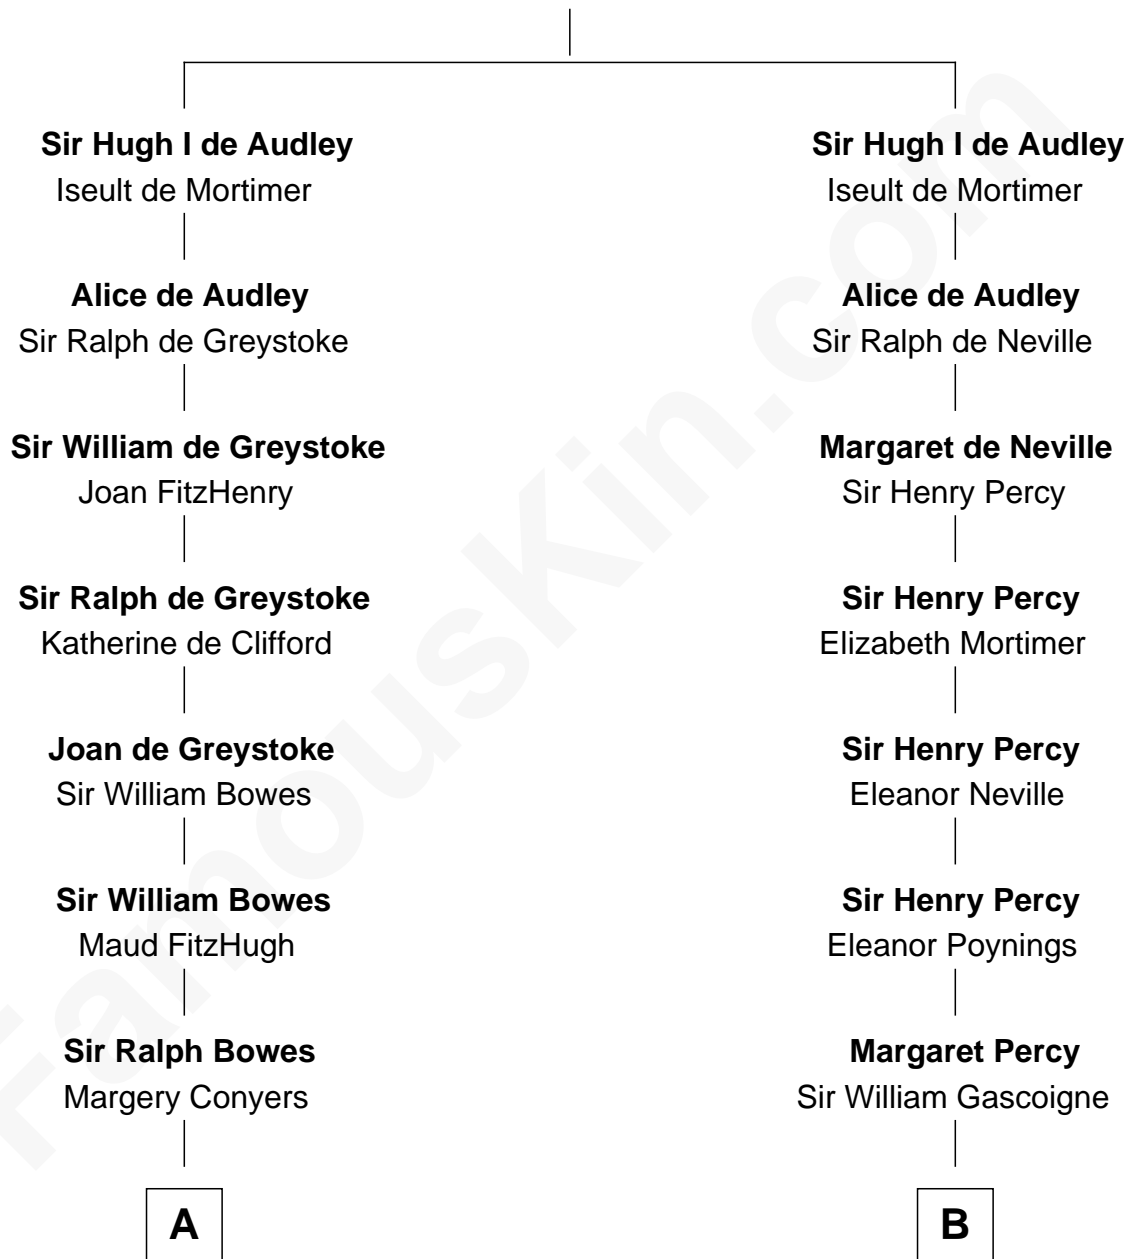 Sir Hugh I de Audley
Iseult de Mortimer
Alice de Audley
Sir Ralph de Greystoke
Sir William de Greystoke
Joan FitzHenry
Sir Ralph de Greystoke
Katherine de Clifford
Joan de Greystoke
Sir William Bowes
Sir William Bowes
Maud FitzHugh
Sir Ralph Bowes
Margery Conyers
A
Sir Hugh I de Audley
Iseult de Mortimer
Alice de Audley
Sir Ralph de Neville
Margaret de Neville
Sir Henry Percy
Sir Henry Percy
Elizabeth Mortimer
Sir Henry Percy
Eleanor Neville
Sir Henry Percy
Eleanor Poynings
Margaret Percy
Sir William Gascoigne
B
FamousKin.com